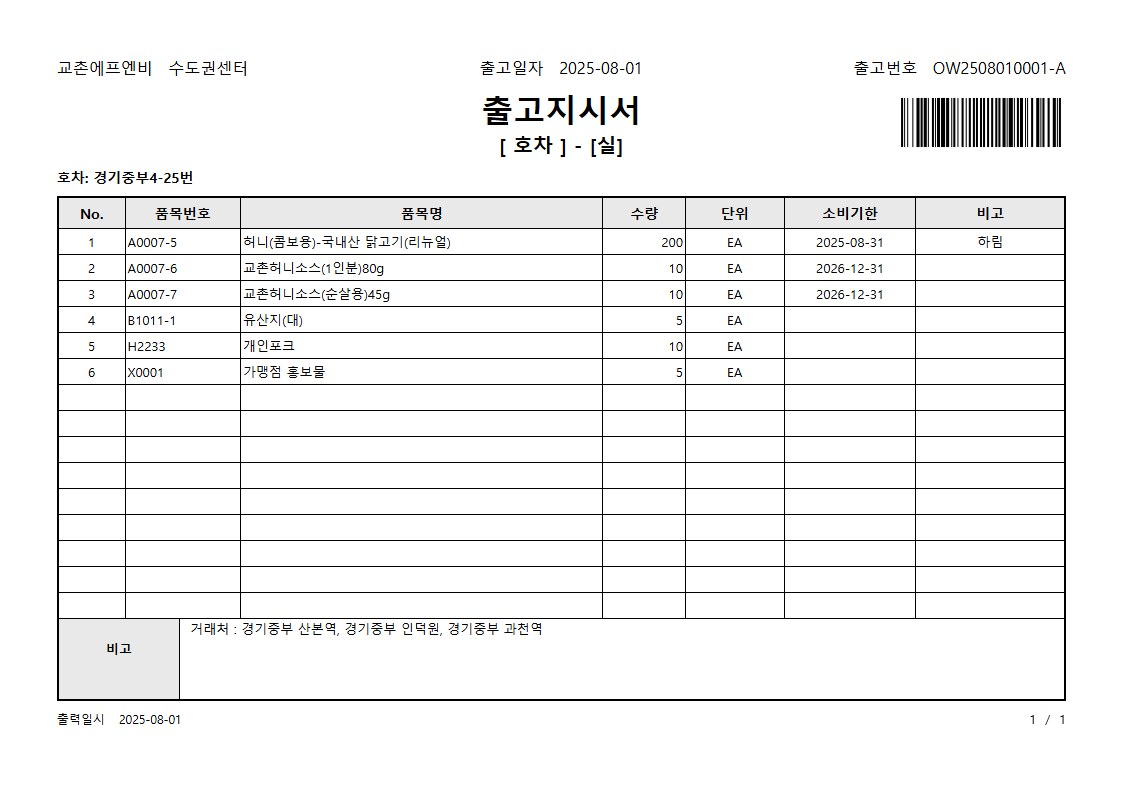 교촌에프엔비 수도권센터 출고일자 2025-08-01 출고번호 OW2508010001-A
출고지시서
[ 호차 ] - [실]
호차: 경기중부4-25번
No. 품목번호 품목명 수량 단위 소비기한 비고
1 A0007-5 허니(콤보용)-국내산 닭고기(리뉴얼) 200 EA 2025-08-31 하림
2 A0007-6 교촌허니소스(1인분)80g 10 EA 2026-12-31
3 A0007-7 교촌허니소스(순살용)45g 10 EA 2026-12-31
4 B1011-1 유산지(대) 5 EA
5 H2233 개인포크 10 EA
6 X0001 가맹점 홍보물 5 EA
비고 거래처 : 경기중부 산본역, 경기중부 인덕원, 경기중부 과천역
출력일시 2025-08-01 1 / 1